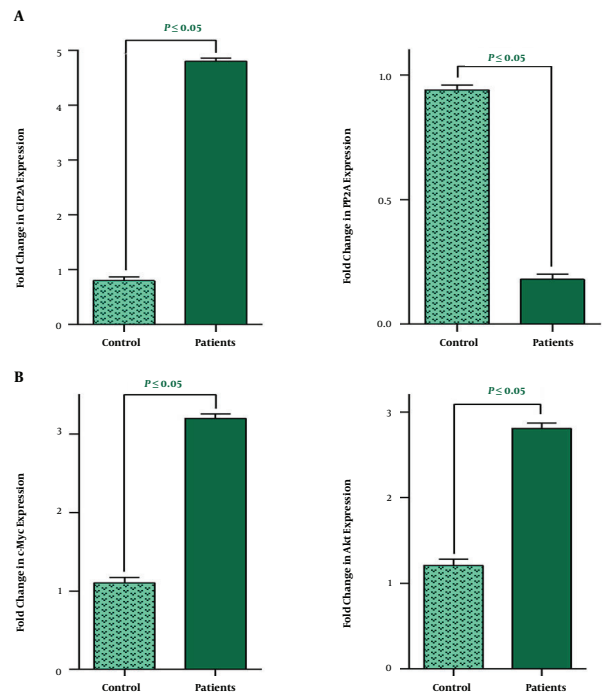 A
P ≤ 0.05
Fold Change in CIP2A Expression
5
4
3
2
1
0
Control
Patients
P ≤ 0.05
Fold Change in PP2A Expression
1.0
0.5
0.0
Control
Patients
B
P ≤ 0.05
Fold Change in c-Myc Expression
3
2
1
0
Control
Patients
P ≤ 0.05
Fold Change in Akt Expression
3
2
1
0
Control
Patients